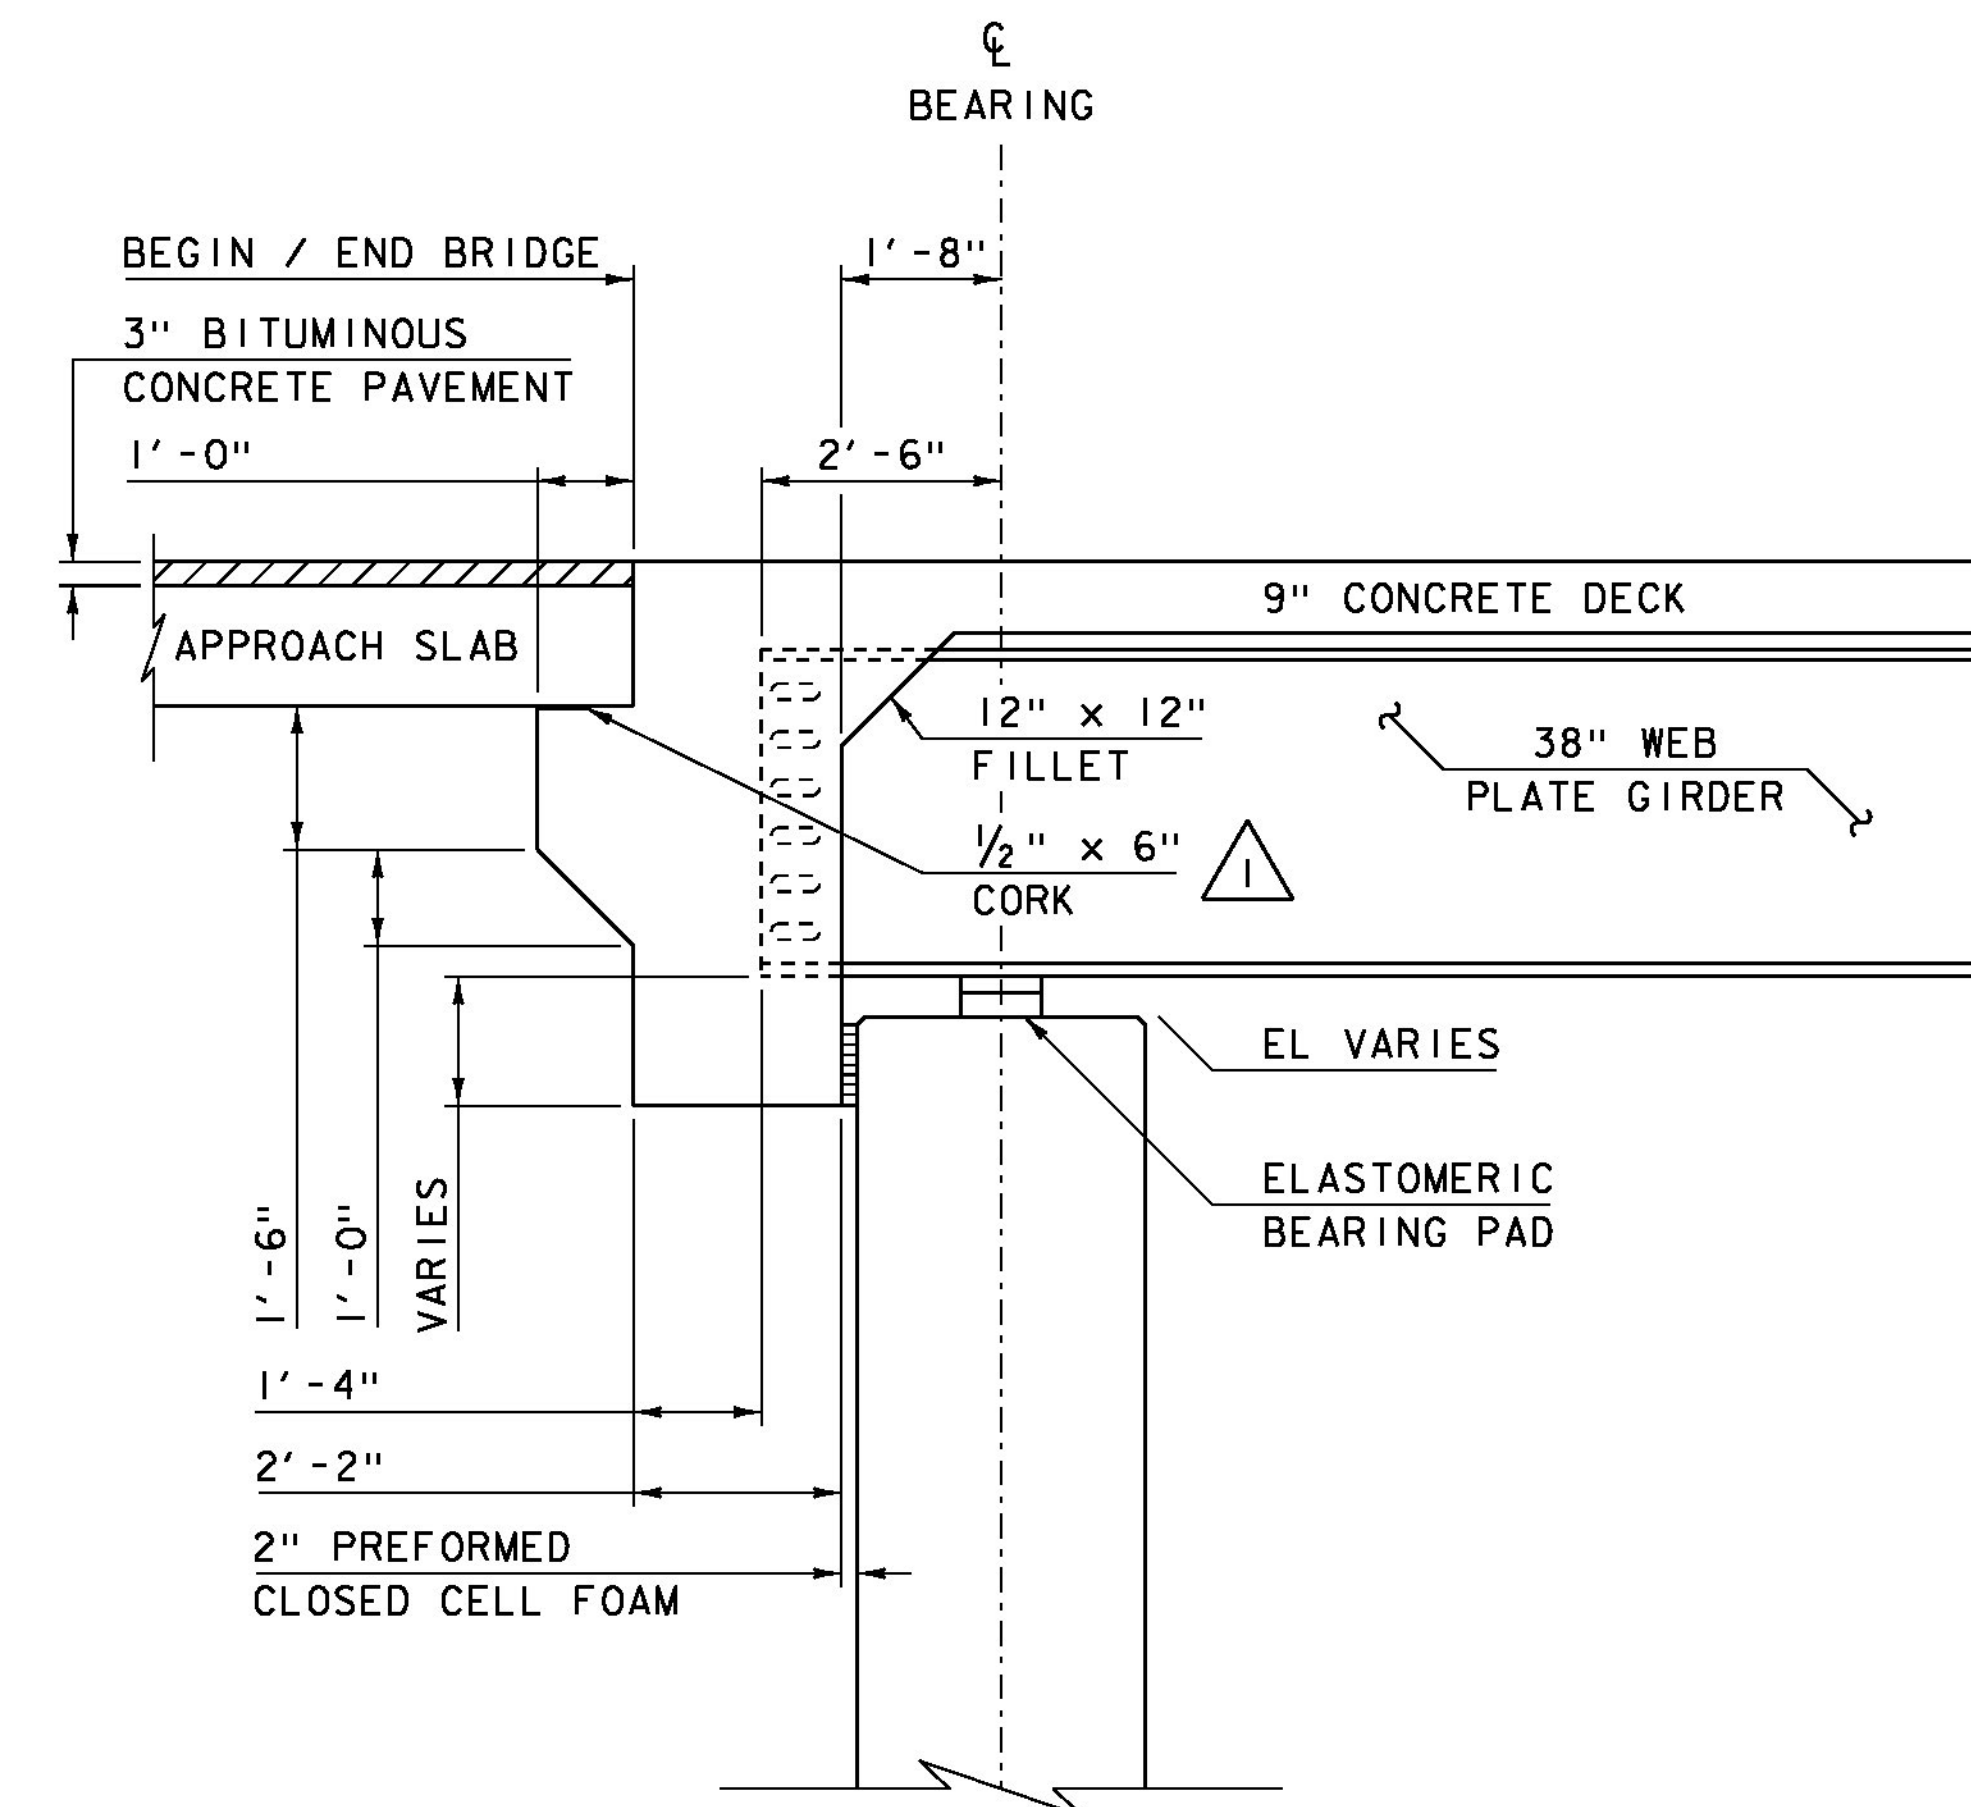 ℄
BEARING
BEGIN / END BRIDGE
1'-8"
3" BITUMINOUS
CONCRETE PAVEMENT
1'-0"
2'-6"
9" CONCRETE DECK
APPROACH SLAB
12" x 12"
FILLET
38" WEB
PLATE GIRDER
1/2" x 6"
CORK
1
EL VARIES
ELASTOMERIC
BEARING PAD
1'-6"
1'-0"
VARIES
1'-4"
2'-2"
2" PREFORMED
CLOSED CELL FOAM